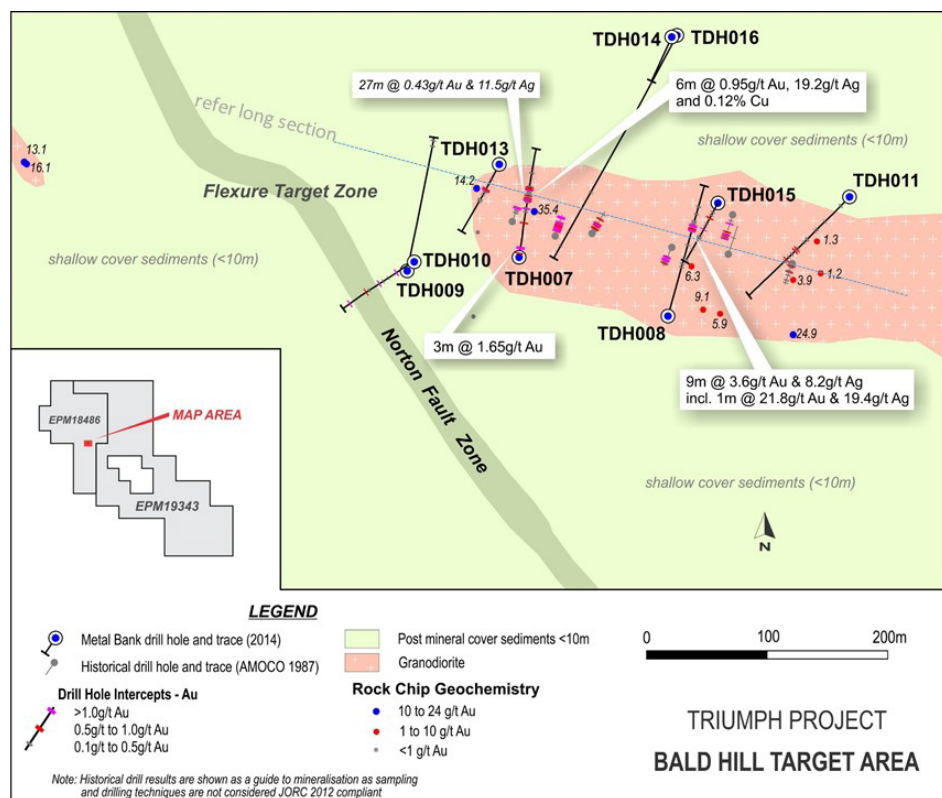 TDH014
TDH016
27m @ 0.43g/t Au & 11.5g/t Ag
6m @ 0.95g/t Au, 19.2g/t Ag
and 0.12% Cu
refer long section
shallow cover sediments (<10m)
13.1
16.1
TDH013
14.2
Flexure Target Zone
TDH015
TDH011
35.4
1.3
shallow cover sediments (<10m)
TDH010
TDH009
TDH007
6.3
3.9
1.2
9.1
5.9
TDH008
24.9
3m @ 1.65g/t Au
Norton Fault Zone
9m @ 3.6g/t Au & 8.2g/t Ag
incl. 1m @ 21.8g/t Au & 19.4g/t Ag
EPM18486
MAP AREA
EPM19343
shallow cover sediments (<10m)
N
LEGEND
Metal Bank drill hole and trace (2014)
Historical drill hole and trace (AMOCO 1987)
Post mineral cover sediments <10m
Granodiorite
0 100 200m
Drill Hole Intercepts - Au
>1.0g/t Au
0.5g/t to 1.0g/t Au
0.1g/t to 0.5g/t Au
Rock Chip Geochemistry
10 to 24 g/t Au
1 to 10 g/t Au
<1 g/t Au
TRIUMPH PROJECT
BALD HILL TARGET AREA
Note: Historical drill results are shown as a guide to mineralisation as sampling
and drilling techniques are not considered JORC 2012 compliant